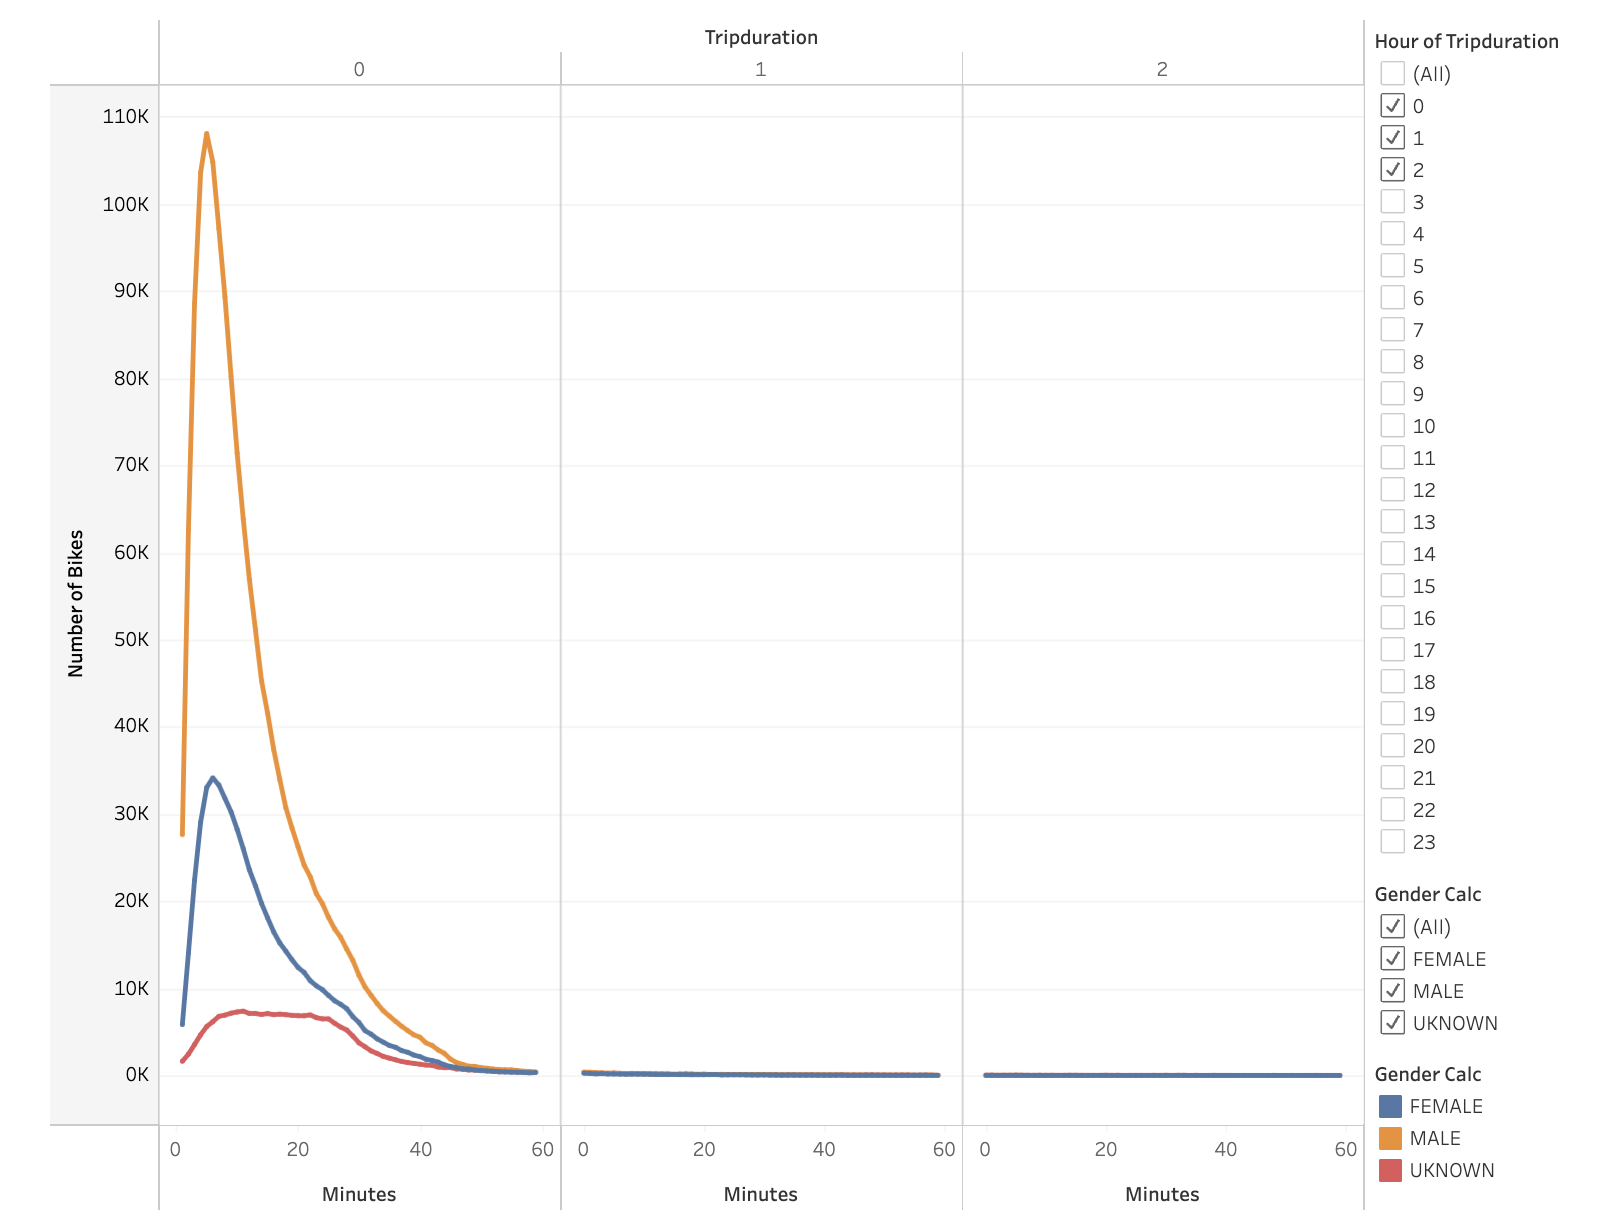 Tripduration
0 1 2
110K
100K
90K
80K
70K
60K
50K
40K
30K
20K
10K
0K
Number of Bikes
0 20 40 60 0 20 40 60 0 20 40 60
Minutes Minutes Minutes
Hour of Tripduration
(All)
0
1
2
3
4
5
6
7
8
9
10
11
12
13
14
15
16
17
18
19
20
21
22
23
Gender Calc
(All)
FEMALE
MALE
UKNOWN
Gender Calc
FEMALE
MALE
UKNOWN